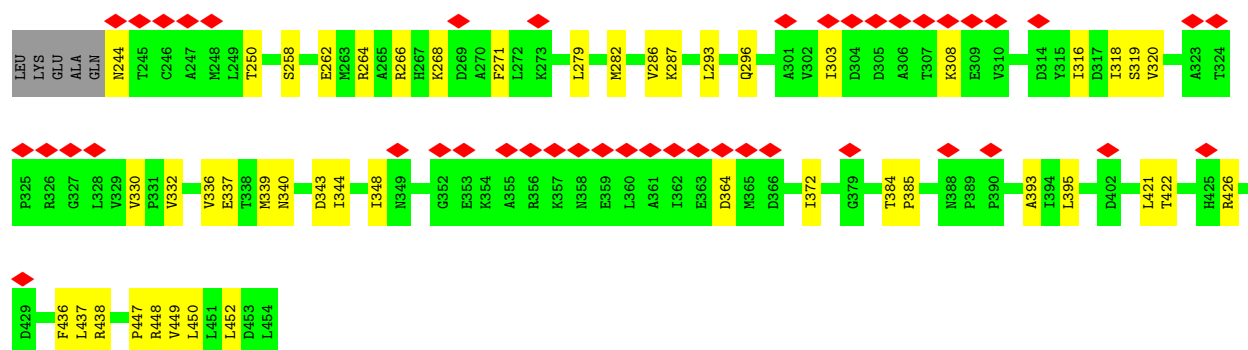 LEU LYS GLU ALA GLN N244 T245 C246 A247 M248 L249 T250 S258 E262 M263 R264 A265 R266 H267 K268 D269 A270 F271 L272 K273 L279 M282 V286 K287 L293 Q296 A301 V302 I303 D304 D305 A306 T307 K308 E309 V310 D314 Y315 I316 D317 I318 S319 V320 A323 T324
P325 R326 G327 L328 V329 V330 P331 V332 V336 E337 T338 M339 N340 D343 I344 I348 N349 G352 E353 K354 A355 R356 K357 N358 E359 L360 A361 I362 E363 D364 M365 D366 I372 G379 T384 P385 N388 P389 P390 A393 I394 L395 D402 L421 T422 H425 R426
D429 F436 L437 R438 P447 R448 V449 L450 L451 L452 D453 L454